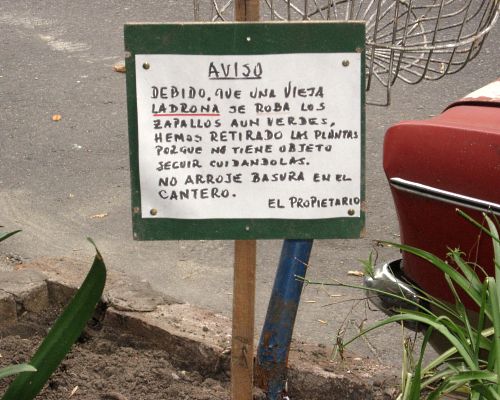 AVISO
DEBIDO, QUE UNA VIEJA
LADRONA SE ROBA LOS
ZAPALLOS AUN VERDES,
HEMOS RETIRADO LAS PLANTAS
PORQUE NO TIENE OBJETO
SEGUIR CUIDANDOLAS.
NO ARROJE BASURA EN EL
CANTERO.
EL PROPIETARIO